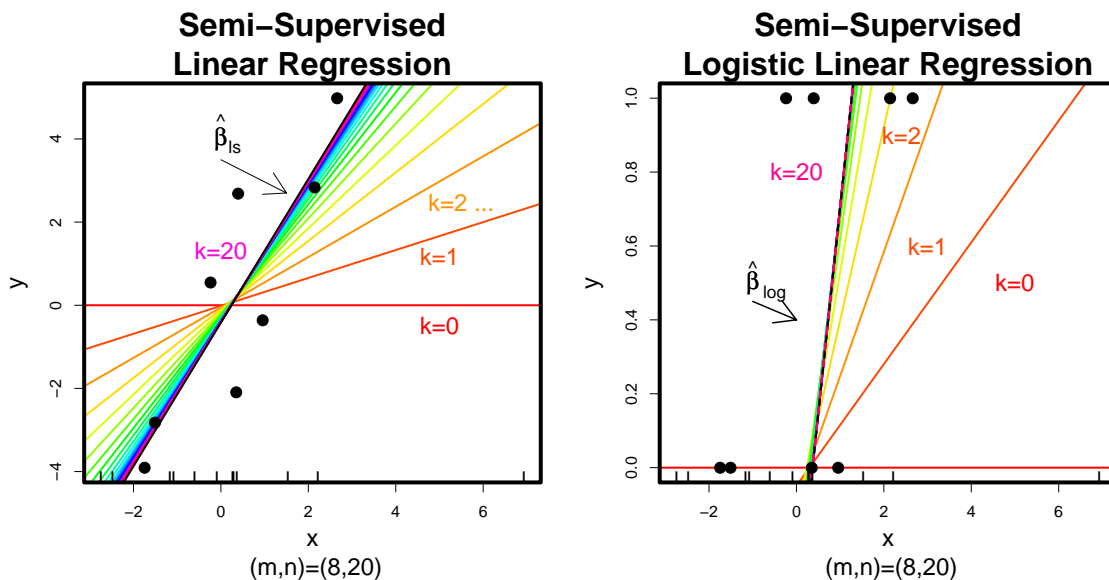 Semi−Supervised
Linear Regression
β̂ls
k=20
k=2 ...
k=1
k=0
y
4
2
0
−2
−4
−2
0
2
4
6
x
(m,n)=(8,20)
Semi−Supervised
Logistic Linear Regression
k=2
k=20
k=1
k=0
β̂log
y
1.0
0.8
0.6
0.4
0.2
0.0
−2
0
2
4
6
x
(m,n)=(8,20)